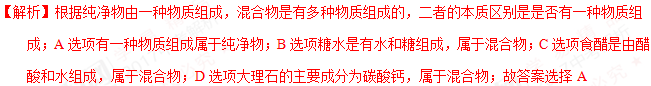 【解析】根据纯净物由一种物质组成，混合物是有多种物质组成的，二者的本质区别是是否有一种物质组
成；A 选项有一种物质组成属于纯净物；B 选项糖水是有水和糖组成，属于混合物；C 选项食醋是由醋
酸和水组成，属于混合物；D 选项大理石的主要成分为碳酸钙，属于混合物；故答案选择 A